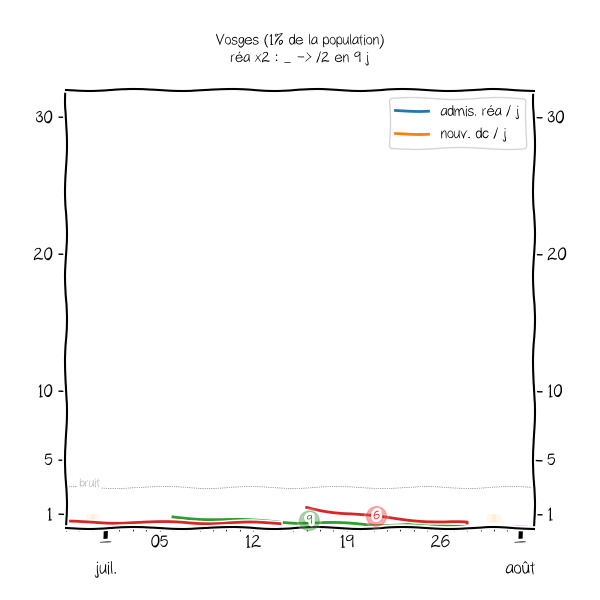 Vosges (1% de la population)
réa x2 : _ -> /2 en 9 j
admis. réa / j
nouv. dc / j
30
30
20
20
10
10
5
5
bruit
1
1
9
6
05
12
19
26
juil.
août